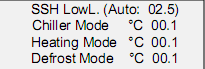 SSH LowL. (Auto: 02.5)
Chiller Mode °C 00.1
Heating Mode °C 00.1
Defrost Mode °C 00.1